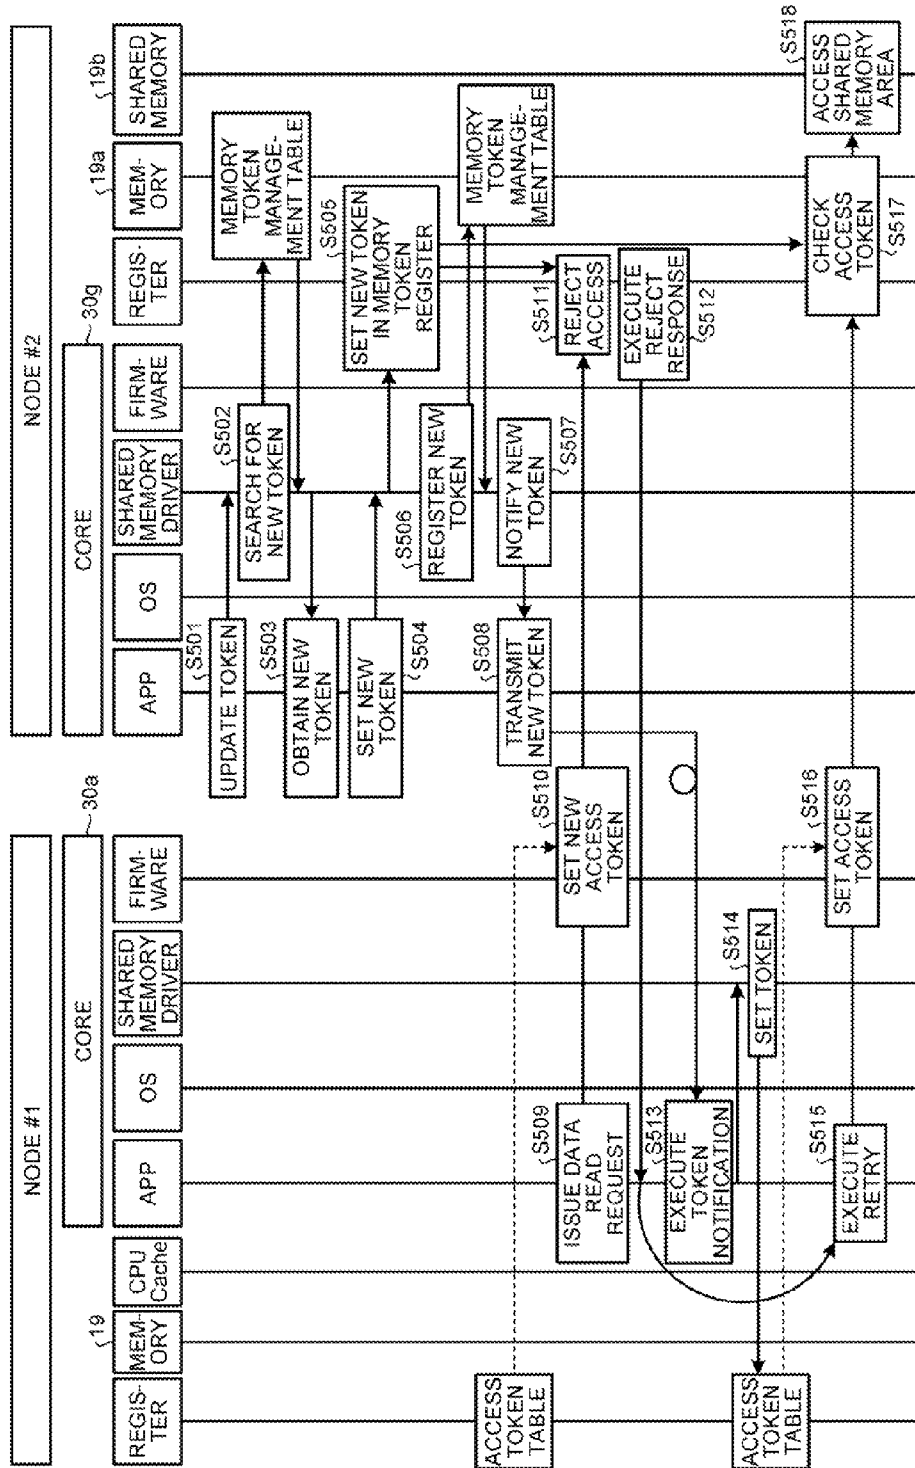 NODE #1
NODE #2
30a
30g
CORE
CORE
19
19a
19b
REGIS-
TER
MEM-
ORY
CPU
Cache
APP
OS
SHARED
MEMORY
DRIVER
FIRM-
WARE
APP
OS
SHARED
MEMORY
DRIVER
FIRM-
WARE
REGIS-
TER
MEM-
ORY
SHARED
MEMORY
S501
UPDATE TOKEN
S502
SEARCH FOR
NEW TOKEN
MEMORY
TOKEN
MANAGE-
MENT TABLE
S503
OBTAIN NEW
TOKEN
SET NEW
TOKEN
S504
S505
SET NEW TOKEN
IN MEMORY
TOKEN
REGISTER
S506
REGISTER NEW
TOKEN
MEMORY
TOKEN
MANAGE-
MENT TABLE
NOTIFY NEW
TOKEN
S507
S508
TRANSMIT
NEW TOKEN
ACCESS
TOKEN
TABLE
S509
ISSUE DATA
READ
REQUEST
S510
SET NEW
ACCESS
TOKEN
S511
REJECT
ACCESS
EXECUTE
REJECT
RESPONSE
S512
S513
EXECUTE
TOKEN
NOTIFICATION
S514
SET TOKEN
ACCESS
TOKEN
TABLE
S515
EXECUTE
RETRY
S516
SET ACCESS
TOKEN
CHECK
ACCESS
TOKEN
S517
S518
ACCESS
SHARED
MEMORY
AREA